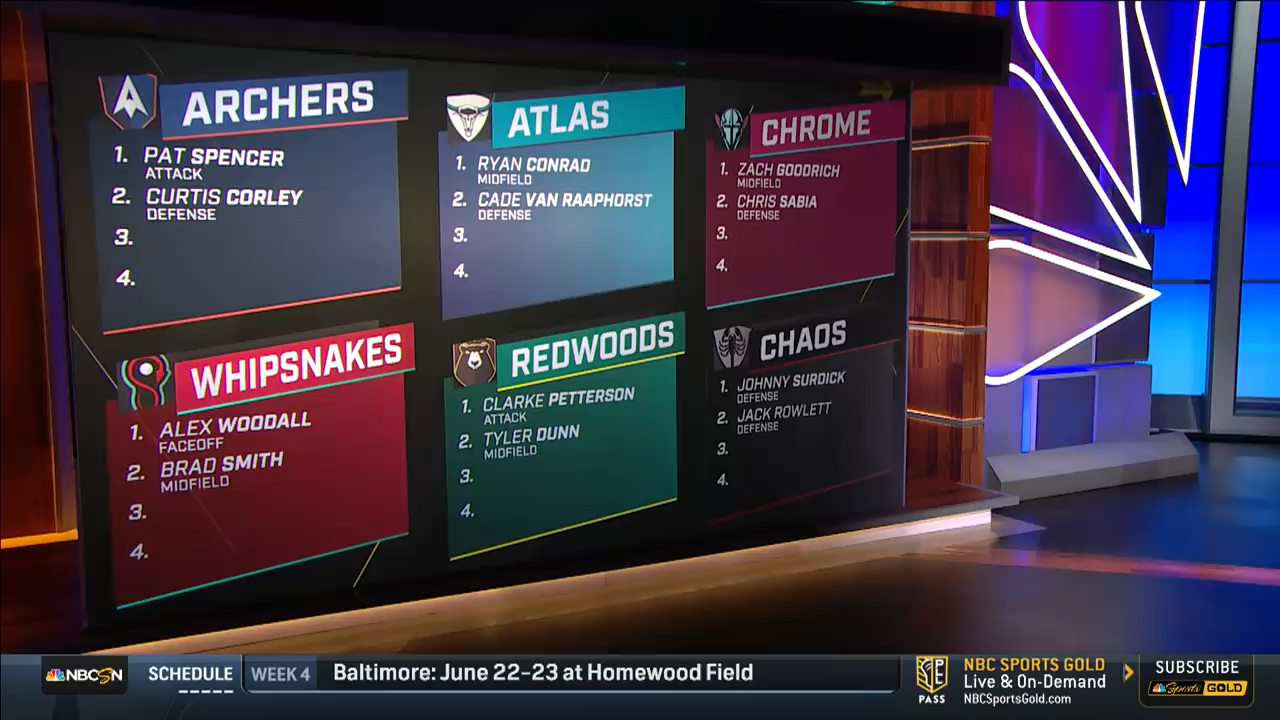 ARCHERS
1. PAT SPENCER
ATTACK
2. CURTIS CORLEY
DEFENSE
3.
4.
ATLAS
1. RYAN CONRAD
MIDFIELD
2. CADE VAN RAAPHORST
DEFENSE
3.
4.
CHROME
1. ZACH GOODRICH
MIDFIELD
2. CHRIS SABIA
DEFENSE
3.
4.
WHIPSNAKES
1. ALEX WOODALL
FACEOFF
2. BRAD SMITH
MIDFIELD
3.
4.
REDWOODS
1. CLARKE PETTERSON
ATTACK
2. TYLER DUNN
MIDFIELD
3.
4.
CHAOS
1. JOHNNY SURDICK
DEFENSE
2. JACK ROWLETT
DEFENSE
3.
4.
NBCSN SCHEDULE WEEK 4 Baltimore: June 22-23 at Homewood Field
PASS
NBC SPORTS GOLD
Live & On-Demand
NBCSportsGold.com
SUBSCRIBE
Sports GOLD